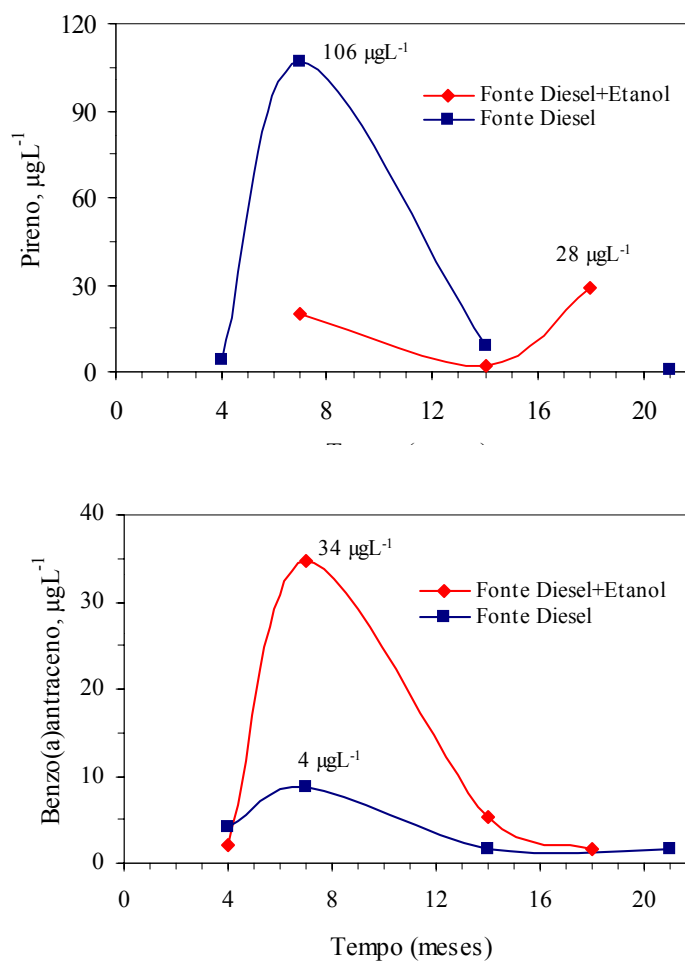 120
106 µgL-1
Fonte Diesel+Etanol
Fonte Diesel
90
Pireno, µgL-1
60
28 µgL-1
30
0
0 4 8 12 16 20
40
34 µgL-1
Fonte Diesel+Etanol
30
Fonte Diesel
Benzo(a)antraceno, µgL-1
20
4 µgL-1
10
0
0 4 8 12 16 20
Tempo (meses)